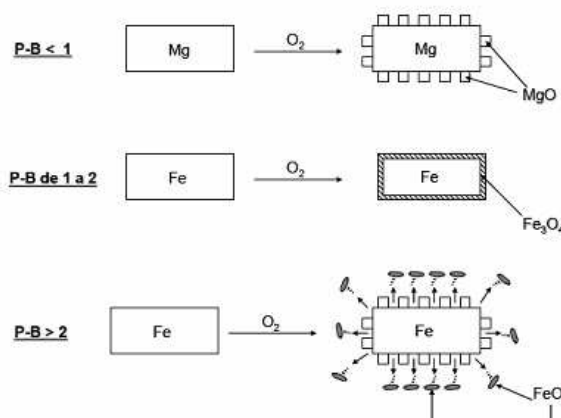 P-B < 1
Mg
O2
Mg
MgO
P-B de 1 a 2
Fe
O2
Fe
Fe3O4
P-B > 2
Fe
O2
Fe
FeO